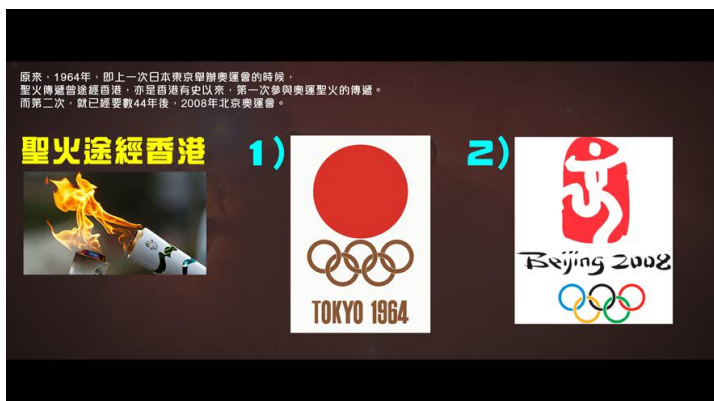 原來，1964年，即上一次日本東京舉辦奧運會的時候，
聖火傳遞曾途經香港，亦是香港有史以來，第一次參與奧運聖火的傳遞。
而第二次，就已經要數44年後，2008年北京奧運會。
聖火途經香港
1)
TOKYO 1964
2)
Beijing 2008